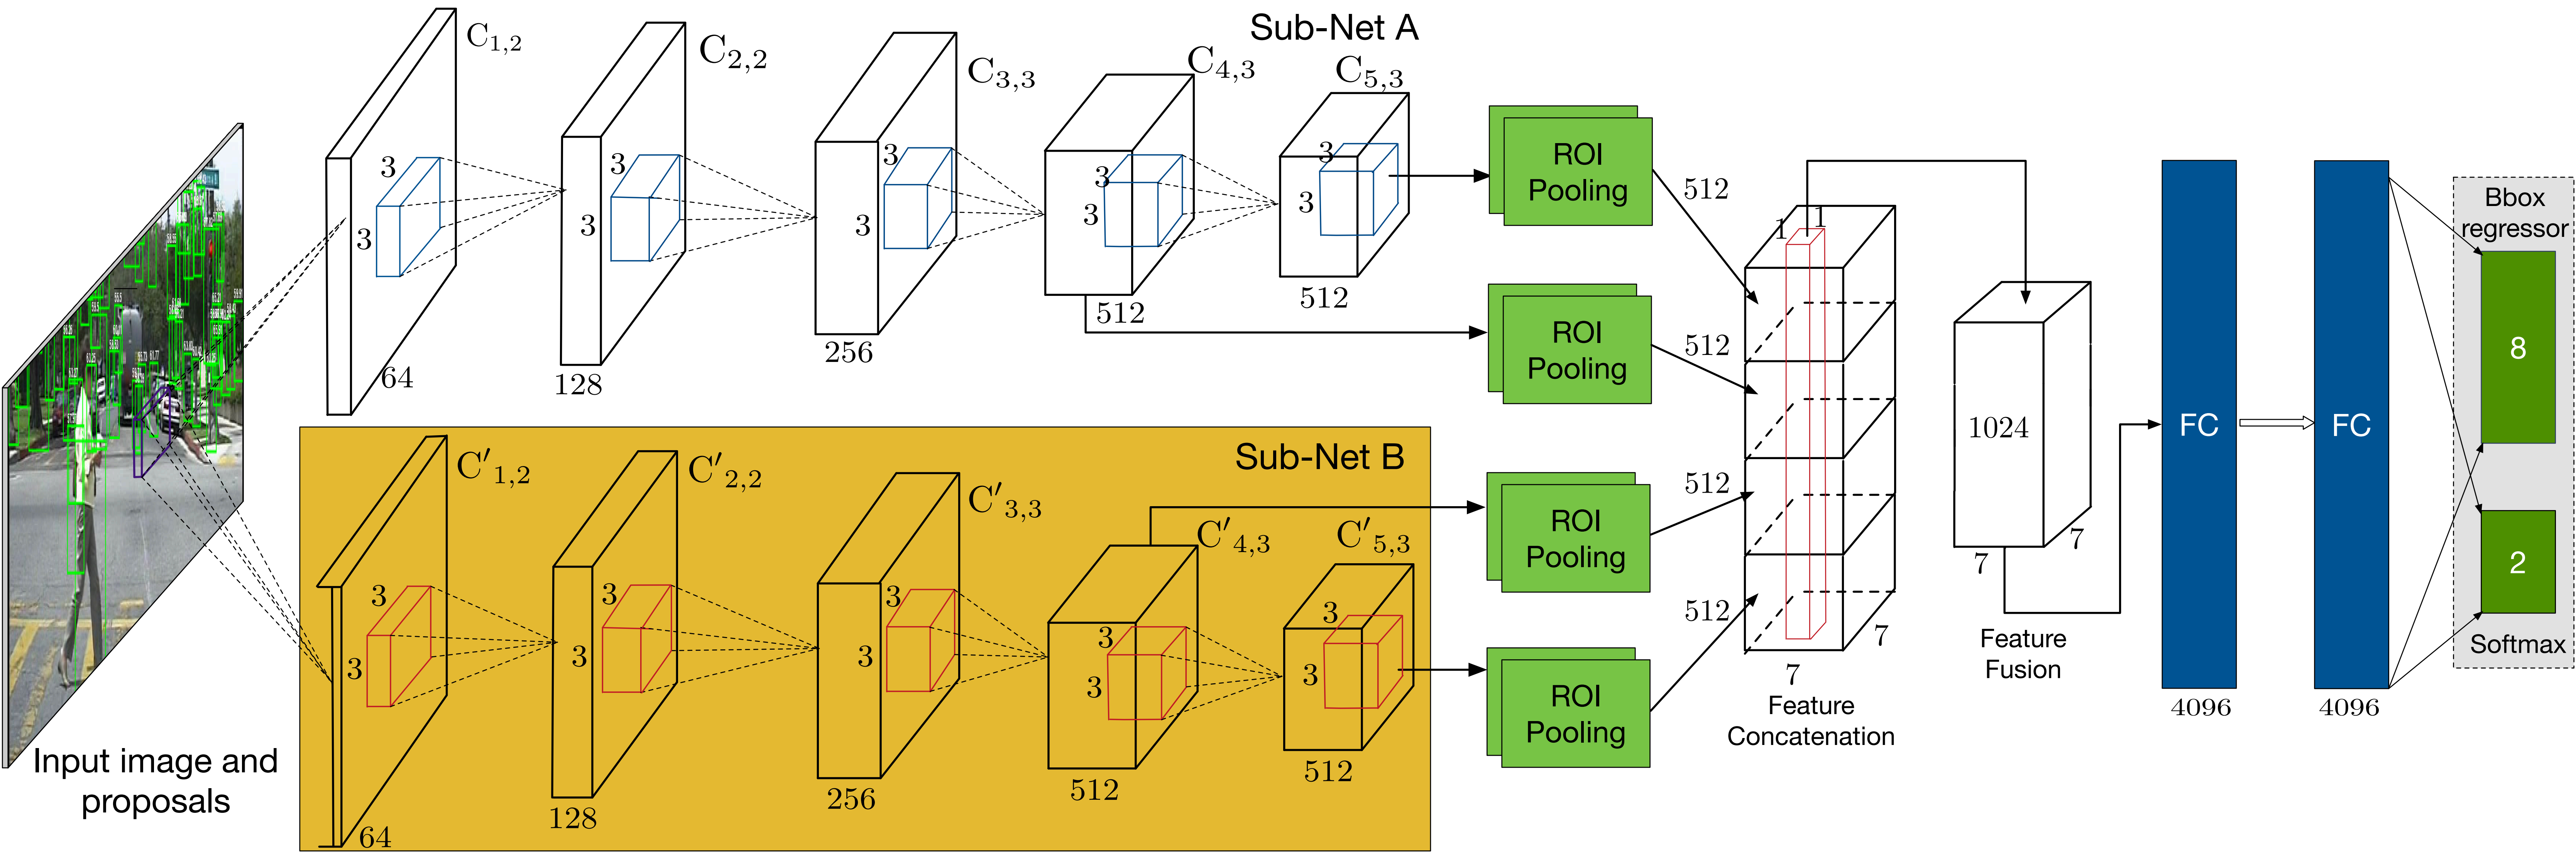 Sub-Net A
C1,2
C2,2
C3,3
C4,3
C5,3
3
3
3
3
3
3
3
3
3
3
64
128
256
512
512
ROI
Pooling
ROI
Pooling
ROI
Pooling
ROI
Pooling
512
512
512
512
1
1
7
7
Feature
Concatenation
1024
7
7
Feature
Fusion
FC
4096
FC
4096
Bbox
regressor
8
2
Softmax
Sub-Net B
C′1,2
C′2,2
C′3,3
C′4,3
C′5,3
3
3
3
3
3
3
3
3
3
3
64
128
256
512
512
Input image and
proposals